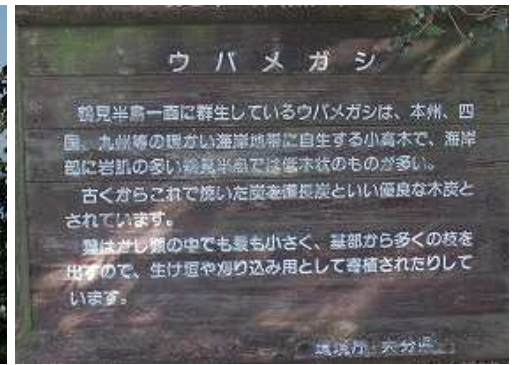 ウバメガシ
鶴見半島一面に群生しているウバメガシは、本州、四
国、九州等の暖かい海岸地帯に自生する小高木で、海岸
部に岩肌の多い鶴見半島では低木状のものが多い。
古くからこれで焼いた炭を備長炭といい優良な木炭と
されています。
葉はかし類の中でも最も小さく、基部から多くの枝を
出すので、生け垣や刈り込み用として寄植されたりして
います。
環境庁 大分県